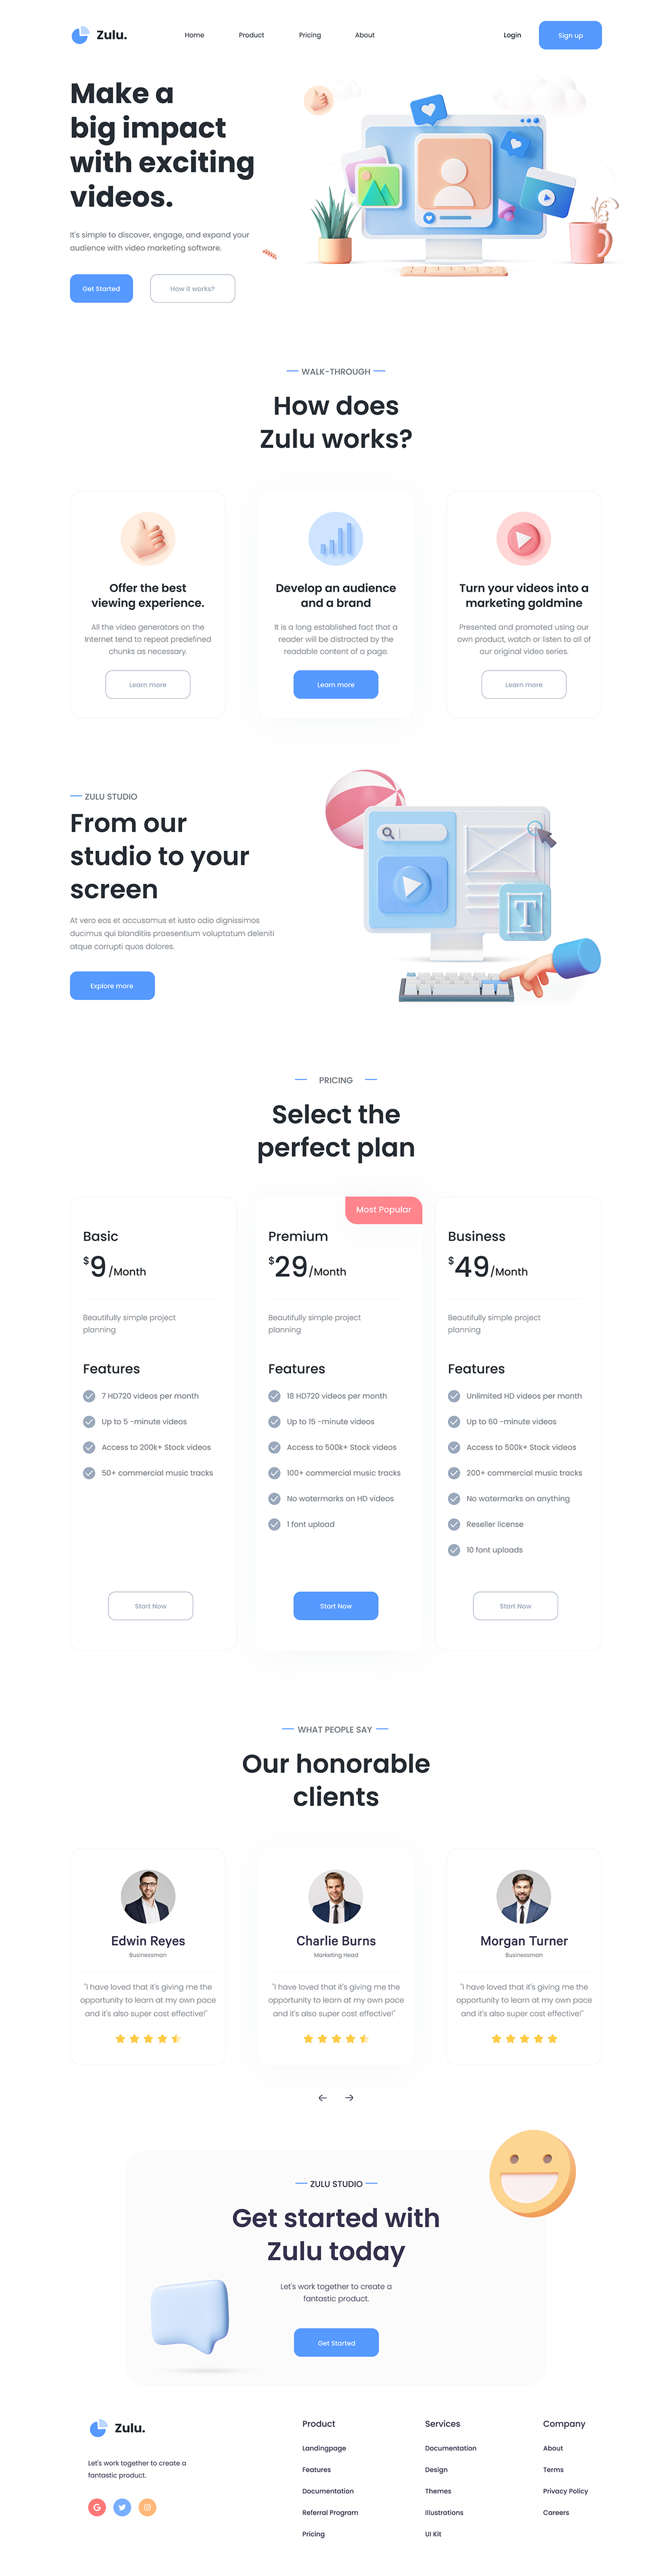 Zulu.
Home
Product
Pricing
About
Login
Sign up
Make a
big impact
with exciting
videos.
It's simple to discover, engage, and expand your
audience with video marketing software.
Get Started
How it works?
WALK-THROUGH
How does
Zulu works?
Offer the best
viewing experience.
All the video generators on the
Internet tend to repeat predefined
chunks as necessary.
Learn more
Develop an audience
and a brand
It is a long established fact that a
reader will be distracted by the
readable content of a page.
Learn more
Turn your videos into a
marketing goldmine
Presented and promoted using our
own product, watch or listen to all of
our original video series.
Learn more
ZULU STUDIO
From our
studio to your
screen
At vero eos et accusamus et iusto odio dignissimos
ducimus qui blanditiis praesentium voluptatum deleniti
atque corrupti quos dolores.
Explore more
T
PRICING
Select the
perfect plan
Basic
$9/Month
Beautifully simple project
planning
Features
7 HD720 videos per month
Up to 5 -minute videos
Access to 200k+ Stock videos
50+ commercial music tracks
Start Now
Most Popular
Premium
$29/Month
Beautifully simple project
planning
Features
18 HD720 videos per month
Up to 15 -minute videos
Access to 500k+ Stock videos
100+ commercial music tracks
No watermarks on HD videos
1 font upload
Start Now
Business
$49/Month
Beautifully simple project
planning
Features
Unlimited HD videos per month
Up to 60 -minute videos
Access to 500k+ Stock videos
200+ commercial music tracks
No watermarks on anything
Reseller license
10 font uploads
Start Now
WHAT PEOPLE SAY
Our honorable
clients
Edwin Reyes
Businessman
"I have loved that it's giving me the
opportunity to learn at my own pace
and it's also super cost effective!"
Charlie Burns
Marketing Head
"I have loved that it's giving me the
opportunity to learn at my own pace
and it's also super cost effective!"
Morgan Turner
Businessman
"I have loved that it's giving me the
opportunity to learn at my own pace
and it's also super cost effective!"
ZULU STUDIO
Get started with
Zulu today
Let's work together to create a
fantastic product.
Get Started
Zulu.
Let's work together to create a
fantastic product.
G
Product
Landingpage
Features
Documentation
Referral Program
Pricing
Services
Documentation
Design
Themes
Illustrations
UI Kit
Company
About
Terms
Privacy Policy
Careers